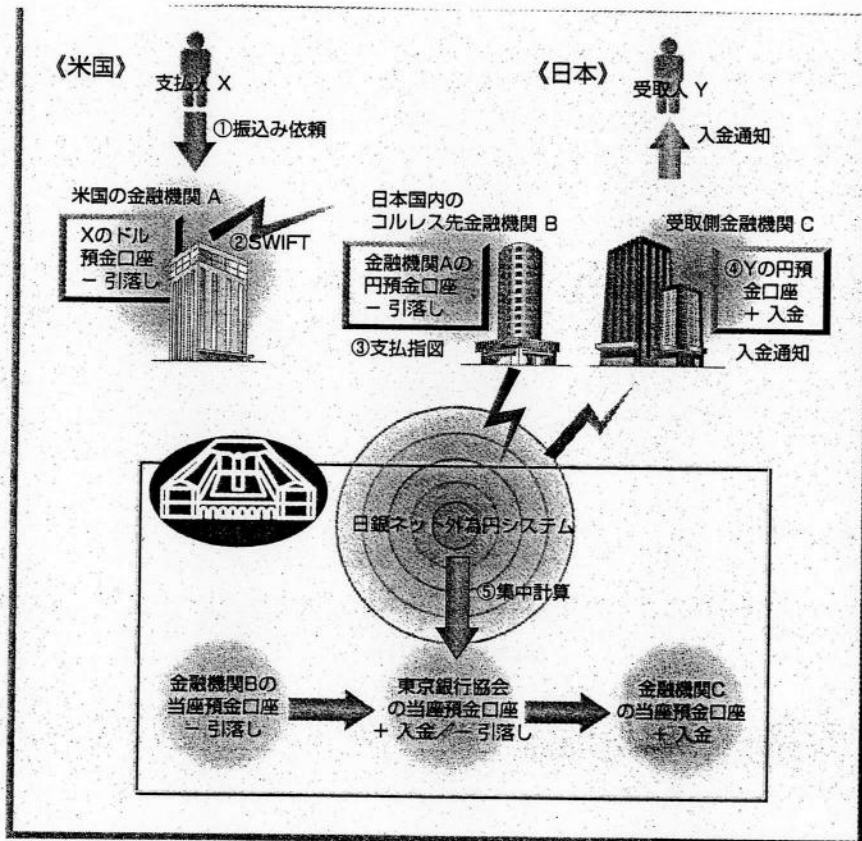 《米国》
支払人 X
①振込み依頼
米国の金融機関 A
Xのドル
預金口座
－ 引落し
②SWIFT
《日本》
受取人 Y
入金通知
日本国内の
コルレス先金融機関 B
金融機関Aの
円預金口座
－ 引落し
③支払指図
受取側金融機関 C
④Yの円預
金口座
＋ 入金
入金通知
日銀ネット外為円システム
⑤集中計算
金融機関Bの
当座預金口座
－ 引落し
東京銀行協会
の当座預金口座
＋ 入金／－ 引落し
金融機関C
の当座預金口座
＋ 入金